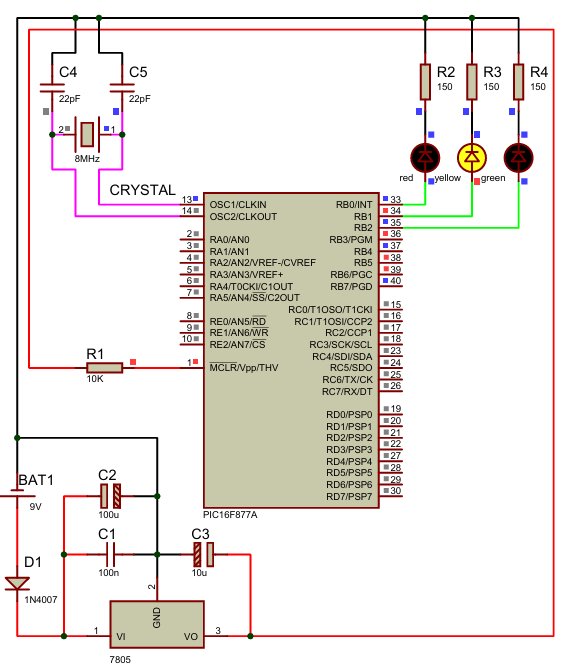 C4
22pF
C5
22pF
2
1
8MHz
CRYSTAL
R2
150
R3
150
R4
150
red
yellow
green
13 OSC1/CLKIN
14 OSC2/CLKOUT
2 RA0/AN0
3 RA1/AN1
4 RA2/AN2/VREF-/CVREF
5 RA3/AN3/VREF+
6 RA4/T0CKI/C1OUT
7 RA5/AN4/SS/C2OUT
8 RE0/AN5/RD
9 RE1/AN6/WR
10 RE2/AN7/CS
1 MCLR/Vpp/THV
RB0/INT 33
RB1 34
RB2 35
RB3/PGM 36
RB4 37
RB5 38
RB6/PGC 39
RB7/PGD 40
RC0/T1OSO/T1CKI 15
RC1/T1OSI/CCP2 16
RC2/CCP1 17
RC3/SCK/SCL 18
RC4/SDI/SDA 23
RC5/SDO 24
RC6/TX/CK 25
RC7/RX/DT 26
RD0/PSP0 19
RD1/PSP1 20
RD2/PSP2 21
RD3/PSP3 22
RD4/PSP4 27
RD5/PSP5 28
RD6/PSP6 29
RD7/PSP7 30
PIC16F877A
R1
10K
BAT1
9V
D1
1N4007
C2
100u
C1
100n
C3
10u
2
GND
1 VI
VO 3
7805